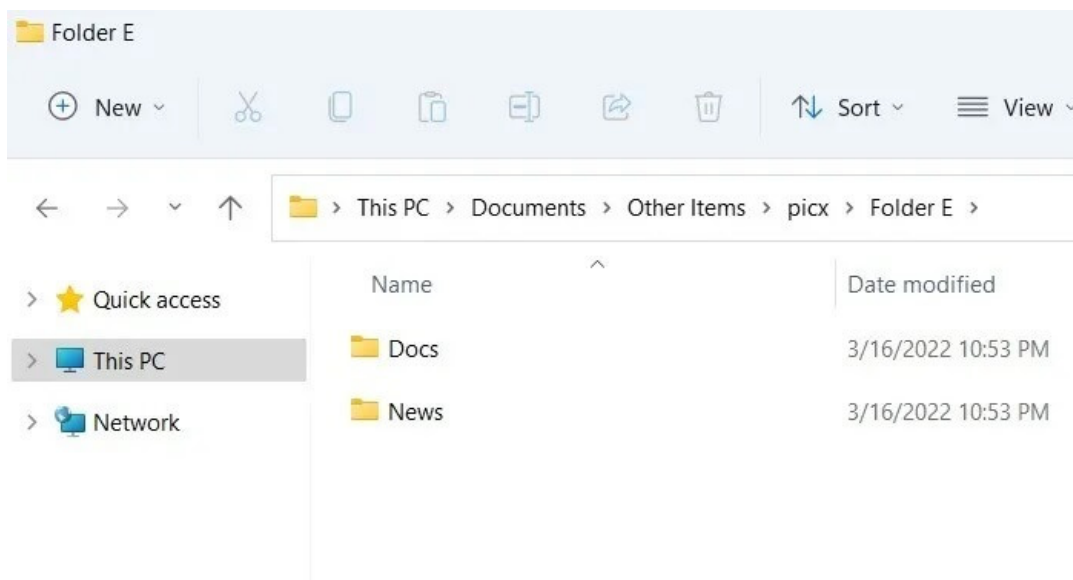 Folder E
New Sort View
This PC > Documents > Other Items > picx > Folder E >
Name Date modified
Quick access
Docs 3/16/2022 10:53 PM
This PC
News 3/16/2022 10:53 PM
Network